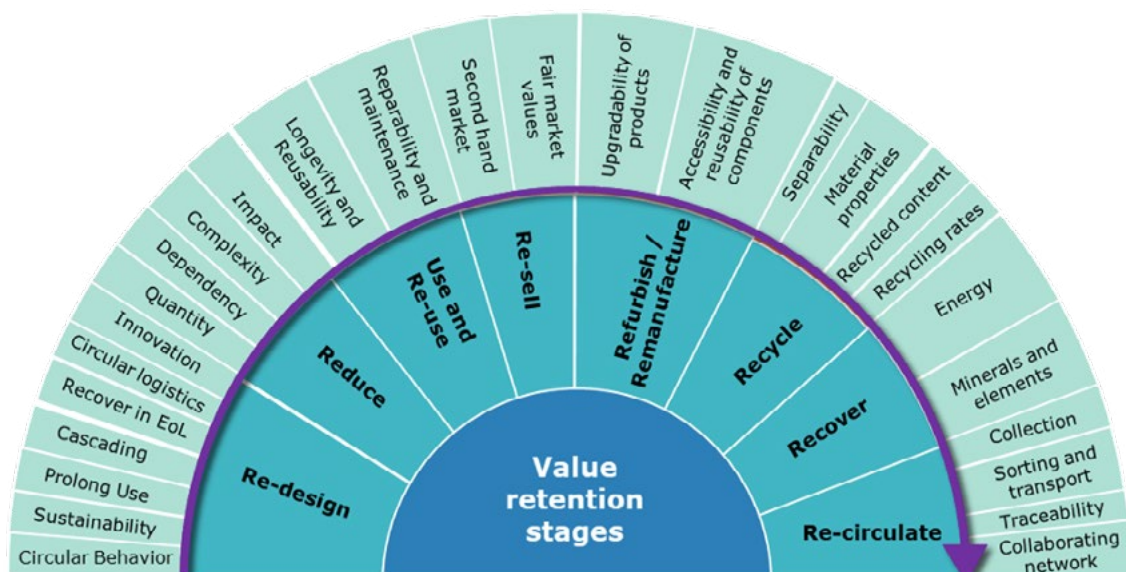 Circular Behavior
Sustainability
Prolong Use
Cascading
Recover in EoL
Circular logistics
Innovation
Quantity
Dependency
Complexity
Impact
Longevity and
Reusability
Reparability and
maintenance
Second hand
market
Fair market
values
Upgradability of
products
Accessibility and
reusability of
components
Separability
Material
properties
Recycled content
Recycling rates
Energy
Minerals and
elements
Collection
Sorting and
transport
Traceability
Collaborating
network
Re-design
Reduce
Use and
Re-use
Re-sell
Refurbish /
Remanufacture
Recycle
Recover
Re-circulate
Value
retention
stages